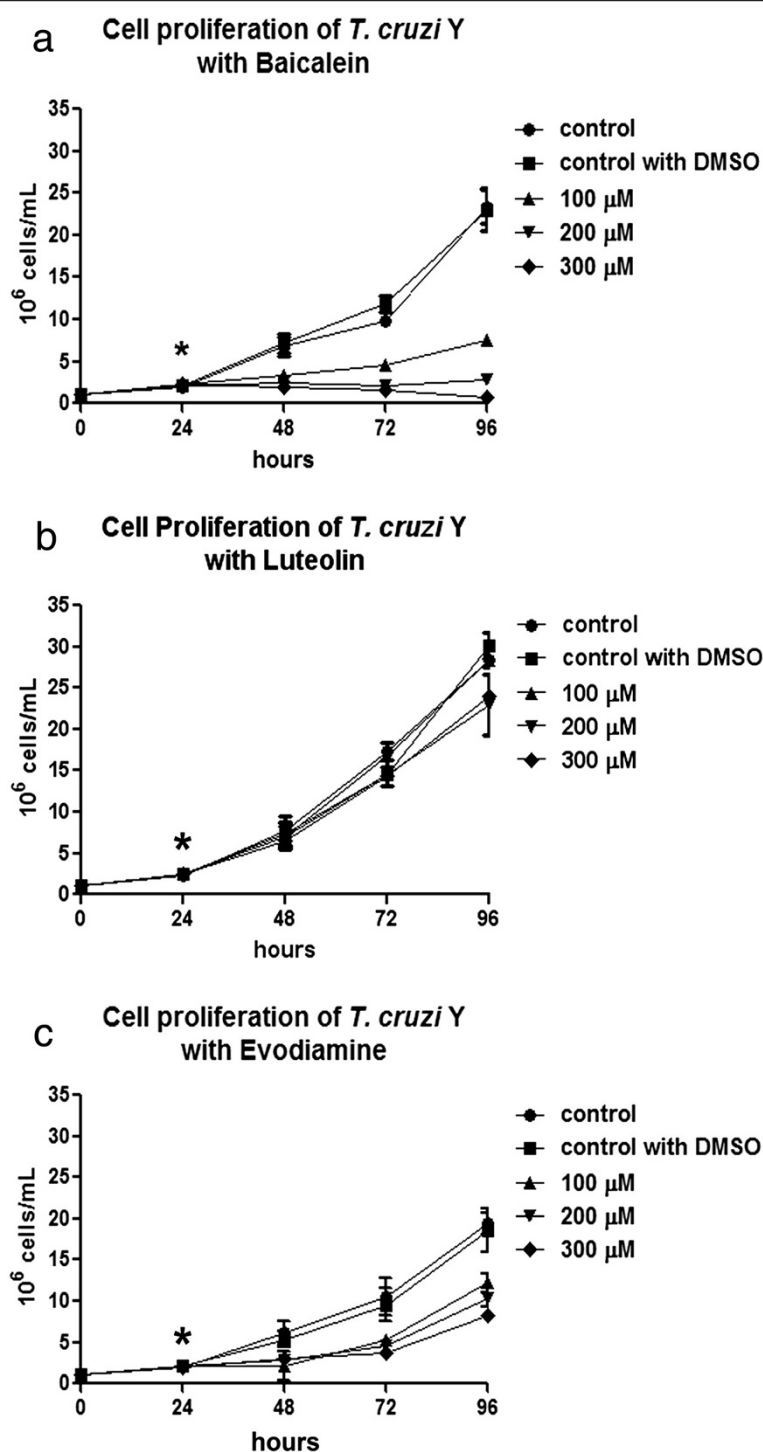 a
Cell proliferation of T. cruzi Y
with Baicalein
35
30
25
20
15
10
5
0
10⁶ cells/mL
*
0 24 48 72 96
hours
control
control with DMSO
100 μM
200 μM
300 μM
b
Cell Proliferation of T. cruzi Y
with Luteolin
35
30
25
20
15
10
5
0
10⁶ cells/mL
*
0 24 48 72 96
hours
control
control with DMSO
100 μM
200 μM
300 μM
c
Cell proliferation of T. cruzi Y
with Evodiamine
35
30
25
20
15
10
5
0
10⁶ cells/mL
*
0 24 48 72 96
hours
control
control with DMSO
100 μM
200 μM
300 μM